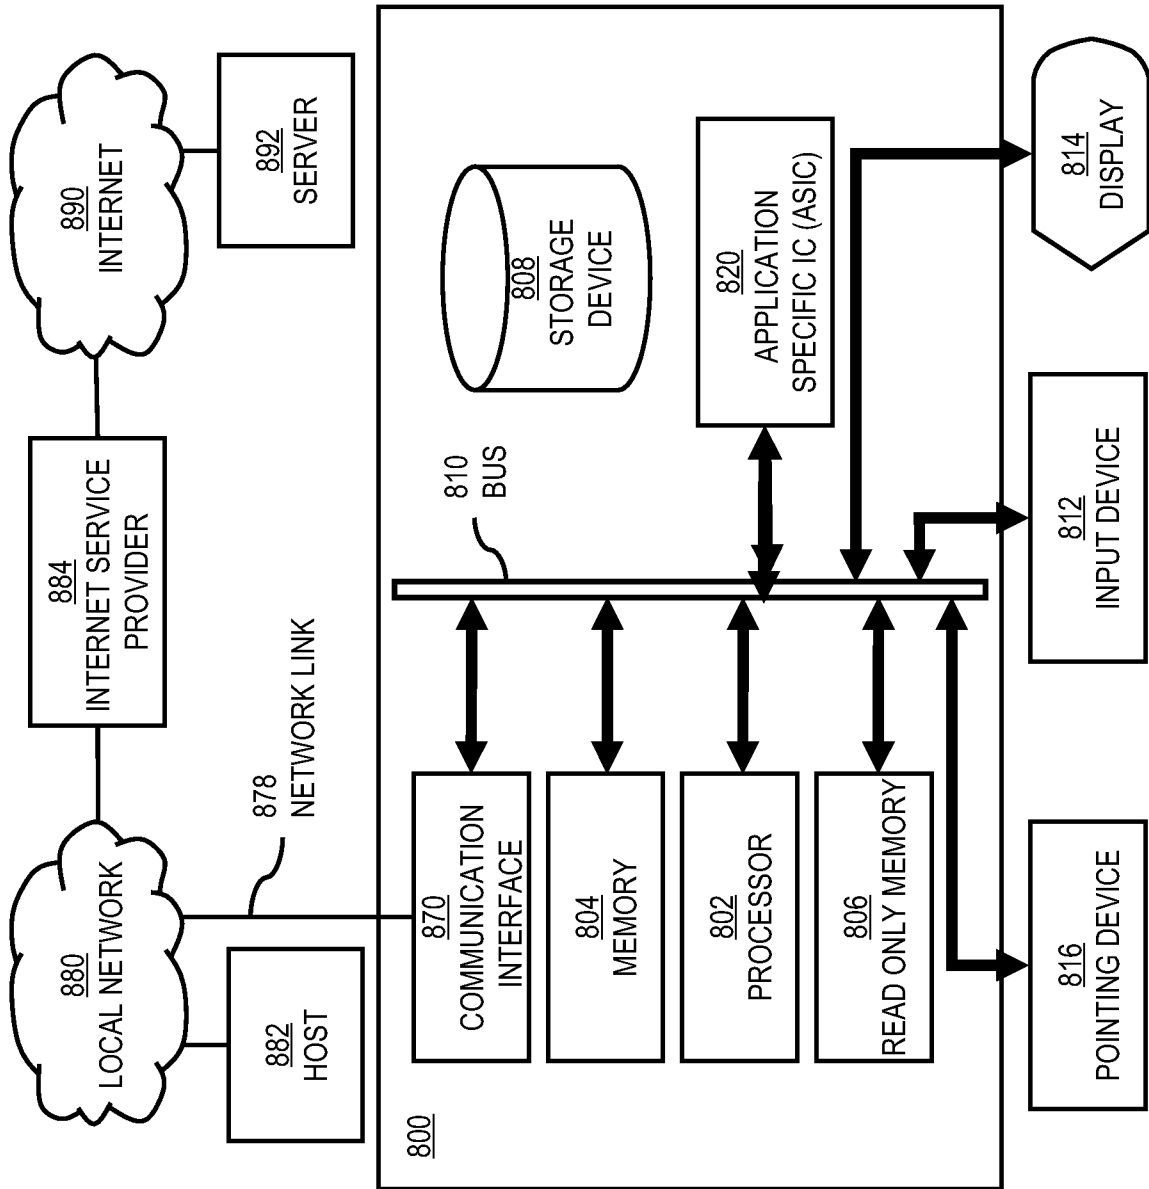 800
802
PROCESSOR
804
MEMORY
806
READ ONLY MEMORY
870
COMMUNICATION
INTERFACE
810
BUS
808
STORAGE
DEVICE
820
APPLICATION
SPECIFIC IC (ASIC)
816
POINTING DEVICE
812
INPUT DEVICE
814
DISPLAY
878
NETWORK LINK
882
HOST
880
LOCAL NETWORK
884
INTERNET SERVICE
PROVIDER
890
INTERNET
892
SERVER